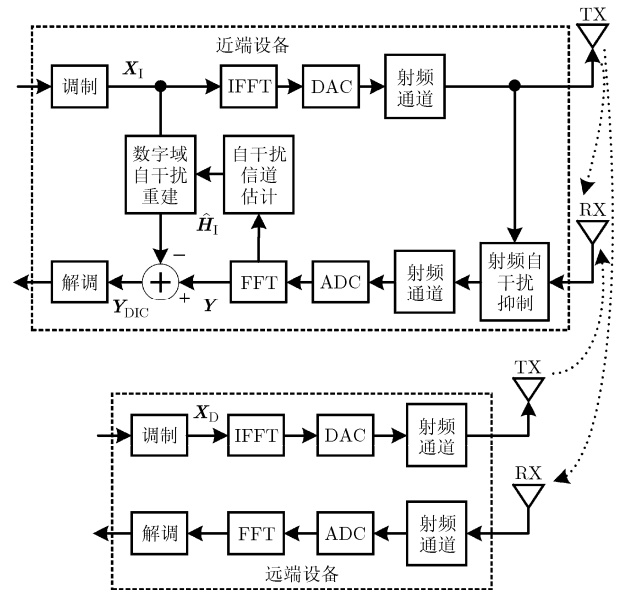 TX
近端设备
X_I
调制
IFFT
DAC
射频
通道
数字域
自干扰
重建
自干扰
信道
估计
RX
Ĥ_I
−
解调
+
FFT
ADC
射频
通道
射频自
干扰
抑制
Y_DIC
+
Y
TX
X_D
调制
IFFT
DAC
射频
通道
RX
解调
FFT
ADC
射频
通道
远端设备